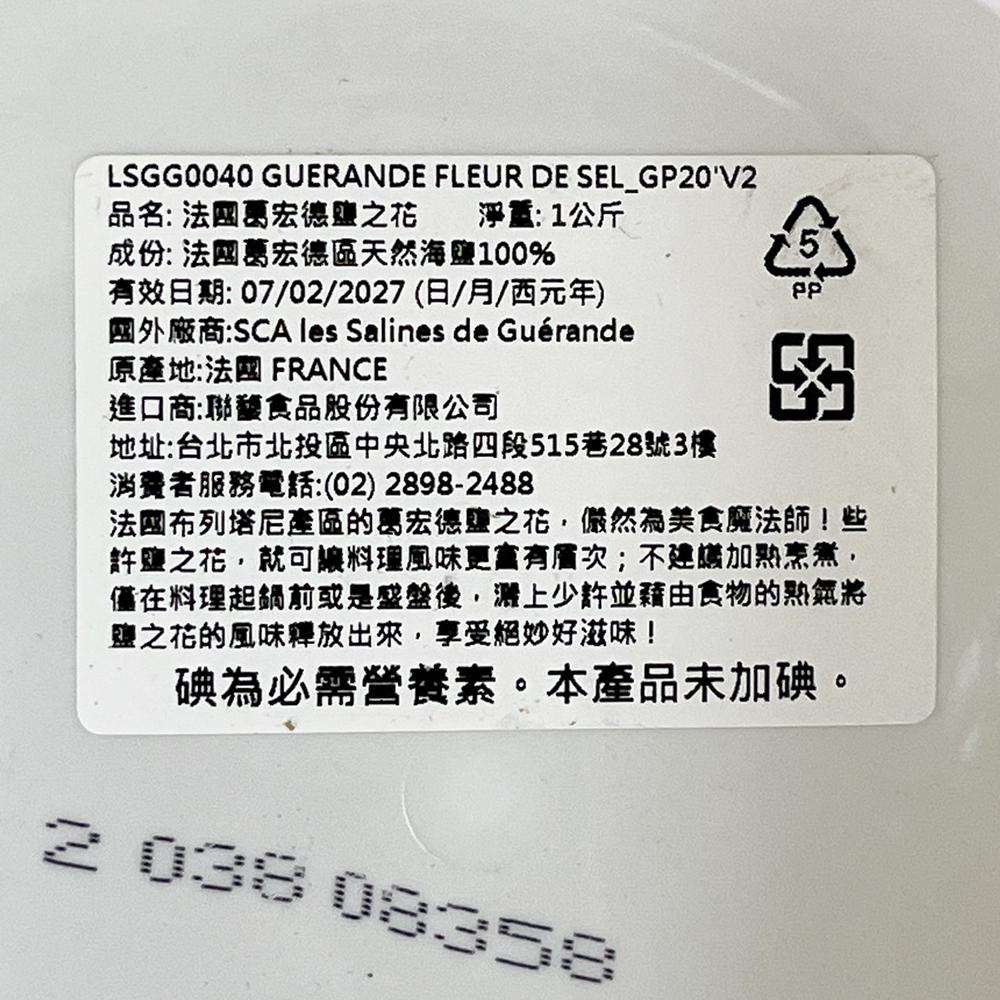 LSGG0040 GUERANDE FLEUR DE SEL_GP20'V2
品名: 法國葛宏德鹽之花 淨重: 1公斤
成份: 法國葛宏德區天然海鹽100%
有效日期: 07/02/2027 (日/月/西元年)
國外廠商:SCA les Salines de Guérande
原產地:法國 FRANCE
進口商:聯馥食品股份有限公司
地址:台北市北投區中央北路四段515巷28號3樓
消費者服務電話:(02) 2898-2488
法國布列塔尼產區的葛宏德鹽之花，儼然為美食魔法師！些
許鹽之花，就可讓料理風味更富有層次；不建議加熱烹煮，
僅在料理起鍋前或是盛盤後，灑上少許並藉由食物的熱氣將
鹽之花的風味釋放出來，享受絕妙好滋味！
碘為必需營養素。本產品未加碘。
5
PP
2 038 08358